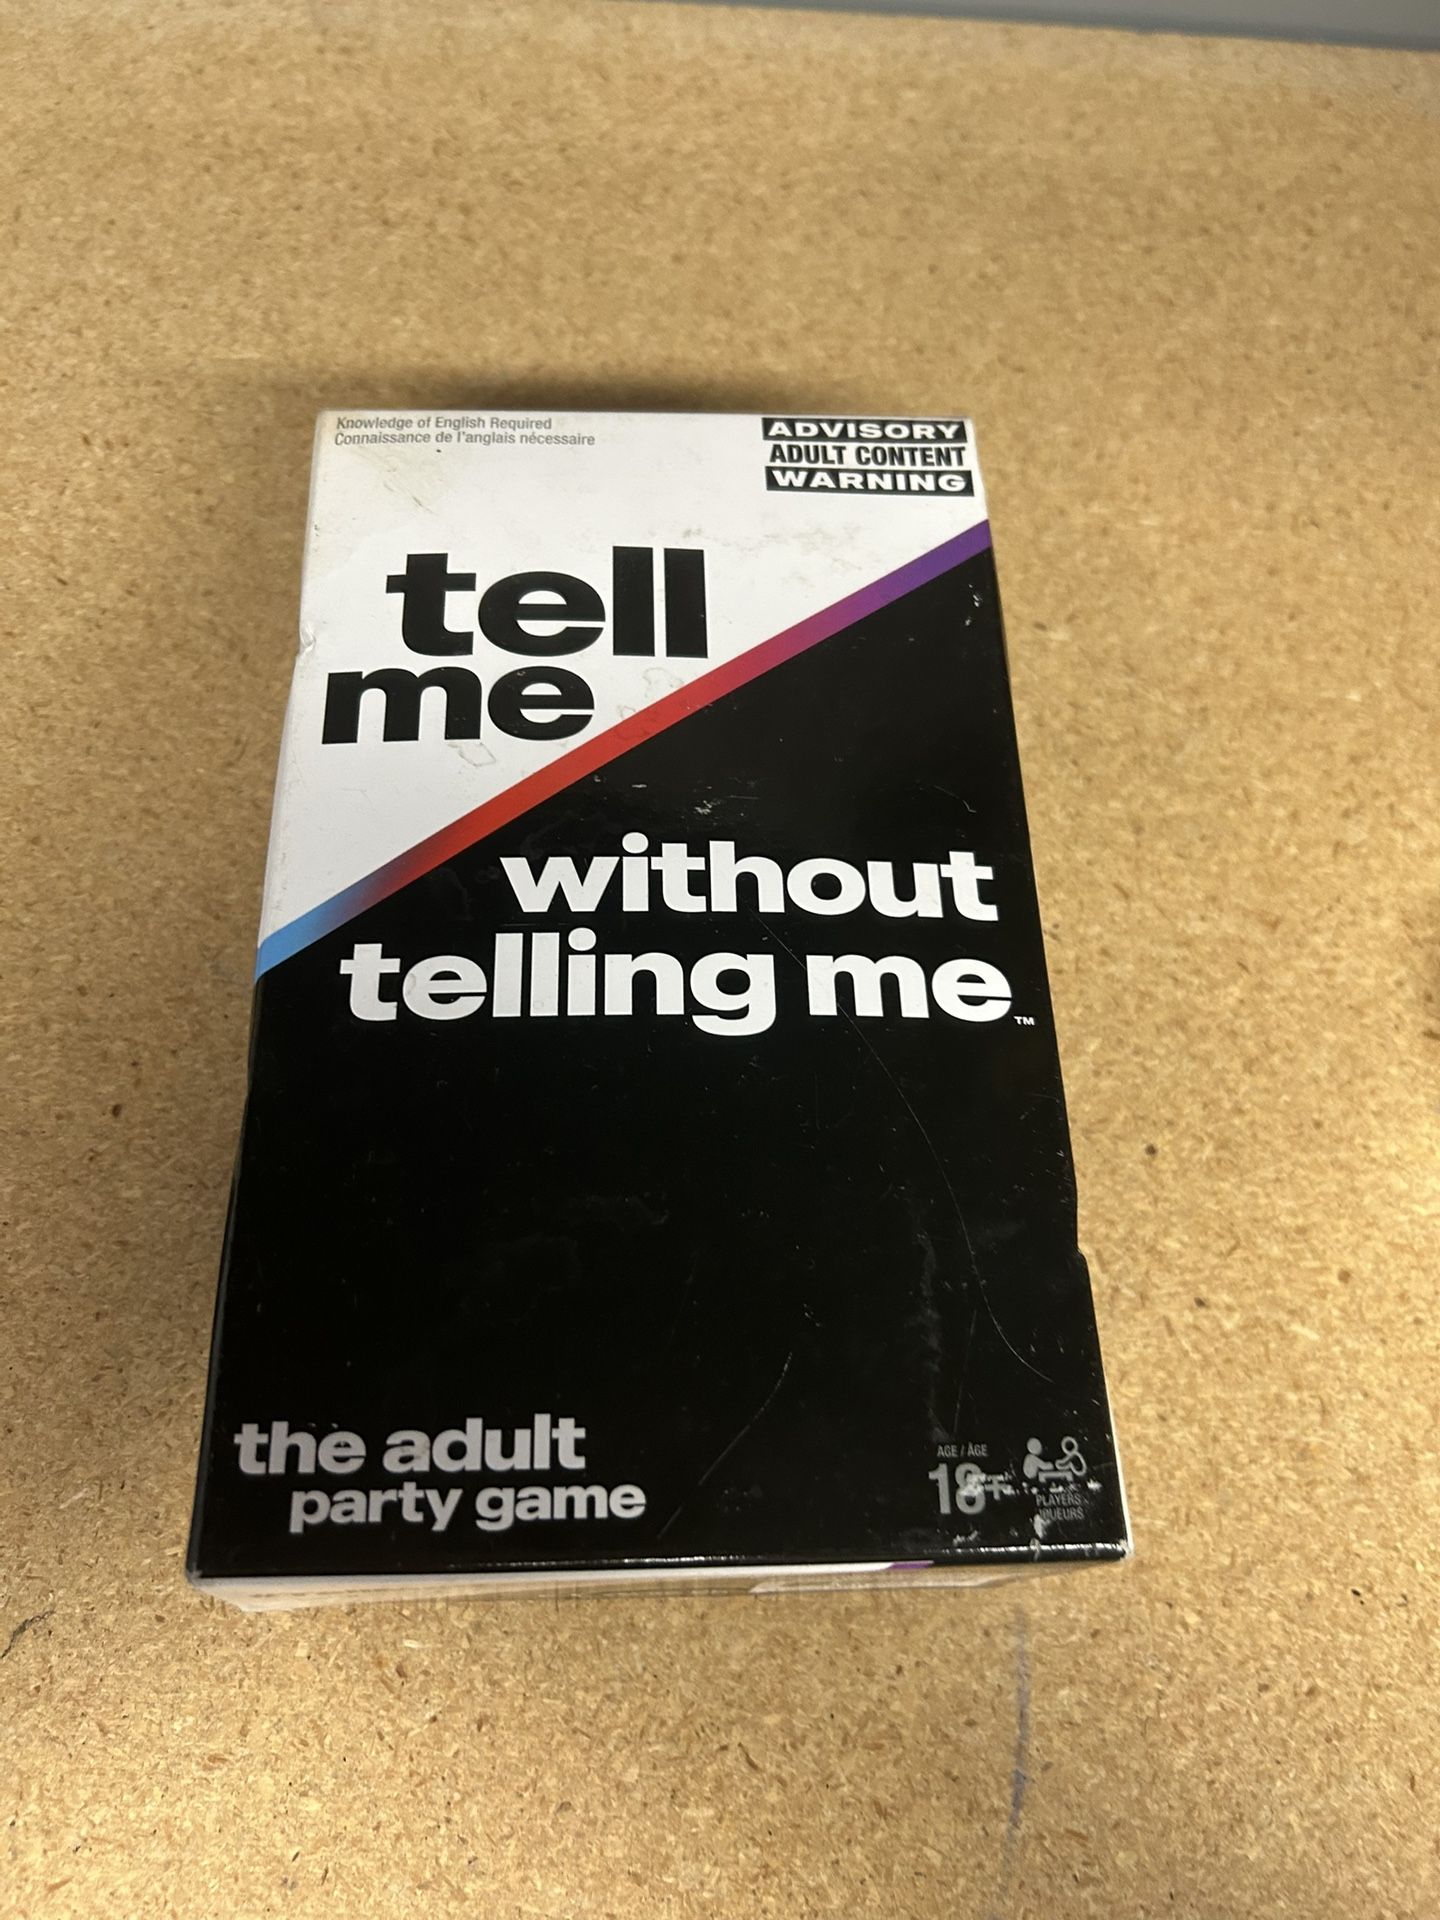 Knowledge of English Required
Connaissance de l'anglais nécessaire
ADVISORY
ADULT CONTENT
WARNING
tell
me
without
telling me™
the adult
party game
AGE / ÂGE
18+
PLAYERS
JOUEURS